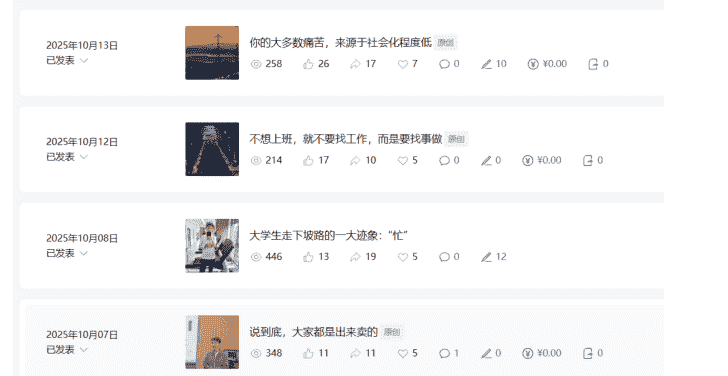 2025年10月13日
已发表
你的大多数痛苦，来源于社会化程度低 原创
258 26 17 7 0 10 ¥0.00 0
2025年10月12日
已发表
不想上班，就不要找工作，而是要找事做 原创
214 17 10 5 0 0 ¥0.00 0
2025年10月08日
已发表
大学生走下坡路的一大迹象：“忙”
446 13 19 5 0 12
2025年10月07日
已发表
说到底，大家都是出来卖的 原创
348 11 11 5 1 0 ¥0.00 0